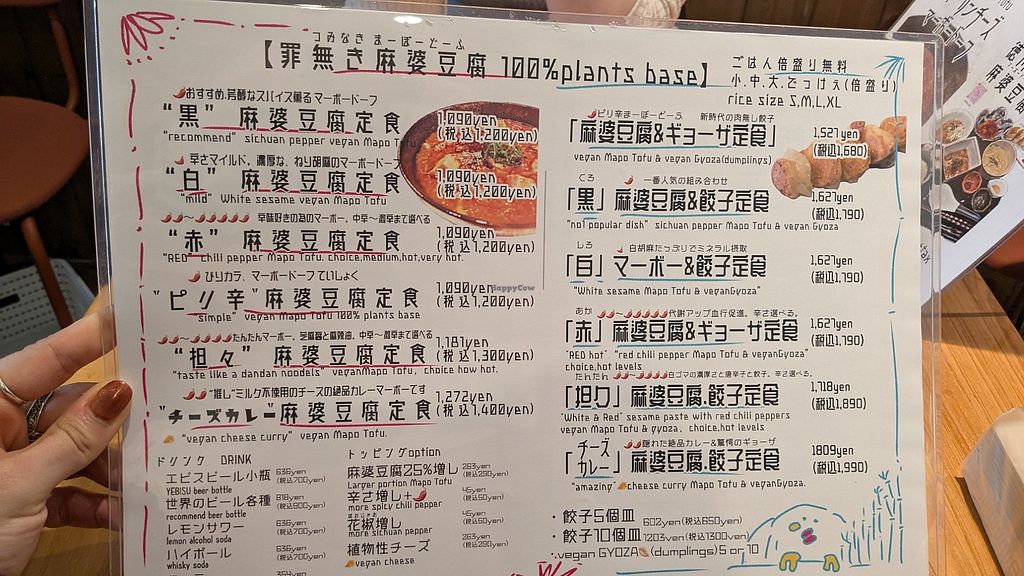 つみなき まーぼーどーふ
【罪無き麻婆豆腐 100%plants base】
ごはん倍盛り無料
小,中,大,でっけぇ(倍盛り)
rice size S,M,L,XL
おすすめ,芳醇なスパイス薫る マーボードーフ
“黒” 麻婆豆腐定食
1,090yen
(税込1,200yen)
"recommend" sichuan pepper vegan Mapo Tofu
辛さマイルド、濃厚な、ねり胡麻のマーボードーフ
“白” 麻婆豆腐定食
1,090yen
(税込1,200yen)
"mild" White sesame vegan Mapo Tofu
〜 辛味好きの為のマーボー、中辛〜激辛まで選べる
“赤” 麻婆豆腐定食
1,090yen
(税込1,200yen)
"RED" chill pepper Mapo Tofu. choice,medium,hot,very hot.
ぴりカラ、マーボードーフていしょく
“ピリ辛”麻婆豆腐定食
1,090yen
(税込1,200yen)
"simple" vegan Mapo Tofu 100% plants base
〜 たんたんマーボー、芝麻醤と麻辣油、中辛〜激辛まで選べる
“担々” 麻婆豆腐定食
1,181yen
(税込1,300yen)
"taste like a dandan noodels" veganMapo Tofu, choice how hot.
“推し”ミルク不使用のチーズの絶品カレーマーボーです
“チーズカレー麻婆豆腐定食
1,272yen
(税込1,400yen)
"vegan cheese curry" vegan Mapo Tofu.
ドリンク DRINK
エビスビール小瓶 636yen (税込700yen)
YEBISU beer bottle
世界のビール各種 818yen (税込900yen)
recommend beer bottle
レモンサワー 636yen (税込700yen)
lemon alcohol soda
ハイボール 636yen (税込700yen)
whisky soda
354yen
トッピングoption
麻婆豆腐25%増し 263yen (税込290yen)
Larger portion Mapo Tofu
辛さ増し+ 45yen (税込50yen)
more spicy chili pepper
花椒増し 45yen (税込50yen)
more sichuan pepper
植物性チーズ 263yen (税込290yen)
vegan cheese
ピリ辛まーぼーどーふ 新時代の肉無し餃子
「麻婆豆腐&ギョーザ定食」
1,527yen
(税込1,680)
vegan Mapo Tofu & vegan Gyoza(dumplings)
くろ 一番人気の組み合わせ
「黒」麻婆豆腐&餃子定食
1,627yen
(税込1,790)
"no1 popular dish" sichuan pepper Mapo Tofu & vegan Gyoza
しろ 白胡麻たっぷりでミネラル摂取
「白」マーボー&餃子定食
1,627yen
(税込1,790)
"White sesame Mapo Tofu & veganGyoza"
あか 〜 代謝アップ血行促進、辛さ選べる。
「赤」麻婆豆腐&ギョーザ定食
1,627yen
(税込1,790)
"RED hot" "red chili pepper Mapo Tofu & veganGyoza"
choice,hot levels
たんたん 〜 白ゴマの濃厚さと唐辛子と餃子、辛さ選べる。
「担々」麻婆豆腐,餃子定食
1,718yen
(税込1,890)
"White & Red" sesame paste with red chili peppers
vegan Mapo Tofu & gyoza, choice,hot levels
隠れた絶品カレー&驚愕のギョーザ
「チーズカレー」麻婆豆腐,餃子定食
1809yen
(税込1,990)
"amazing" cheese curry Mapo Tofu & veganGyoza.
・餃子5個皿 602yen(税込650yen)
・餃子10個皿 1203yen(税込1300yen)
・vegan GYOZA (dumplings) 5 or 10
HappyCow